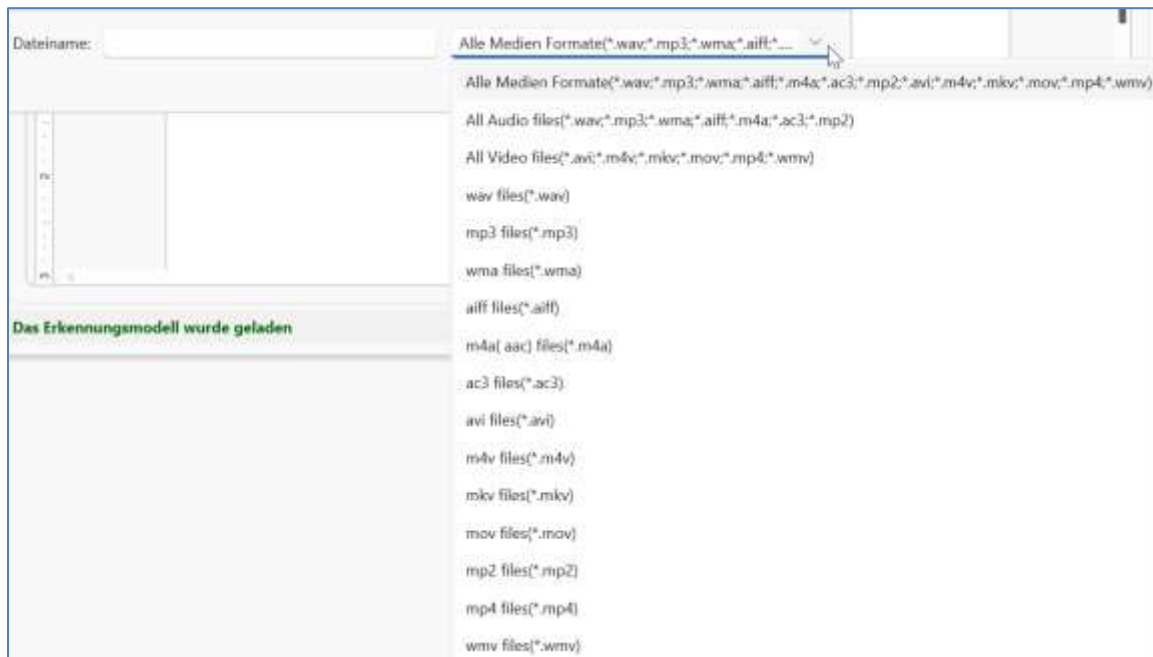 Dateiname:
Alle Medien Formate(*.wav;*.mp3;*.wma;*.aiff;*....
Alle Medien Formate(*.wav;*.mp3;*.wma;*.aiff;*.m4a;*.ac3;*.mp2;*.avi;*.m4v;*.mkv;*.mov;*.mp4;*.wmv)
All Audio files(*.wav;*.mp3;*.wma;*.aiff;*.m4a;*.ac3;*.mp2)
All Video files(*.avi;*.m4v;*.mkv;*.mov;*.mp4;*.wmv)
2
wav files(*.wav)
mp3 files(*.mp3)
wma files(*.wma)
3
aiff files(*.aiff)
Das Erkennungsmodell wurde geladen
m4a( aac) files(*.m4a)
ac3 files(*.ac3)
avi files(*.avi)
m4v files(*.m4v)
mkv files(*.mkv)
mov files(*.mov)
mp2 files(*.mp2)
mp4 files(*.mp4)
wmv files(*.wmv)